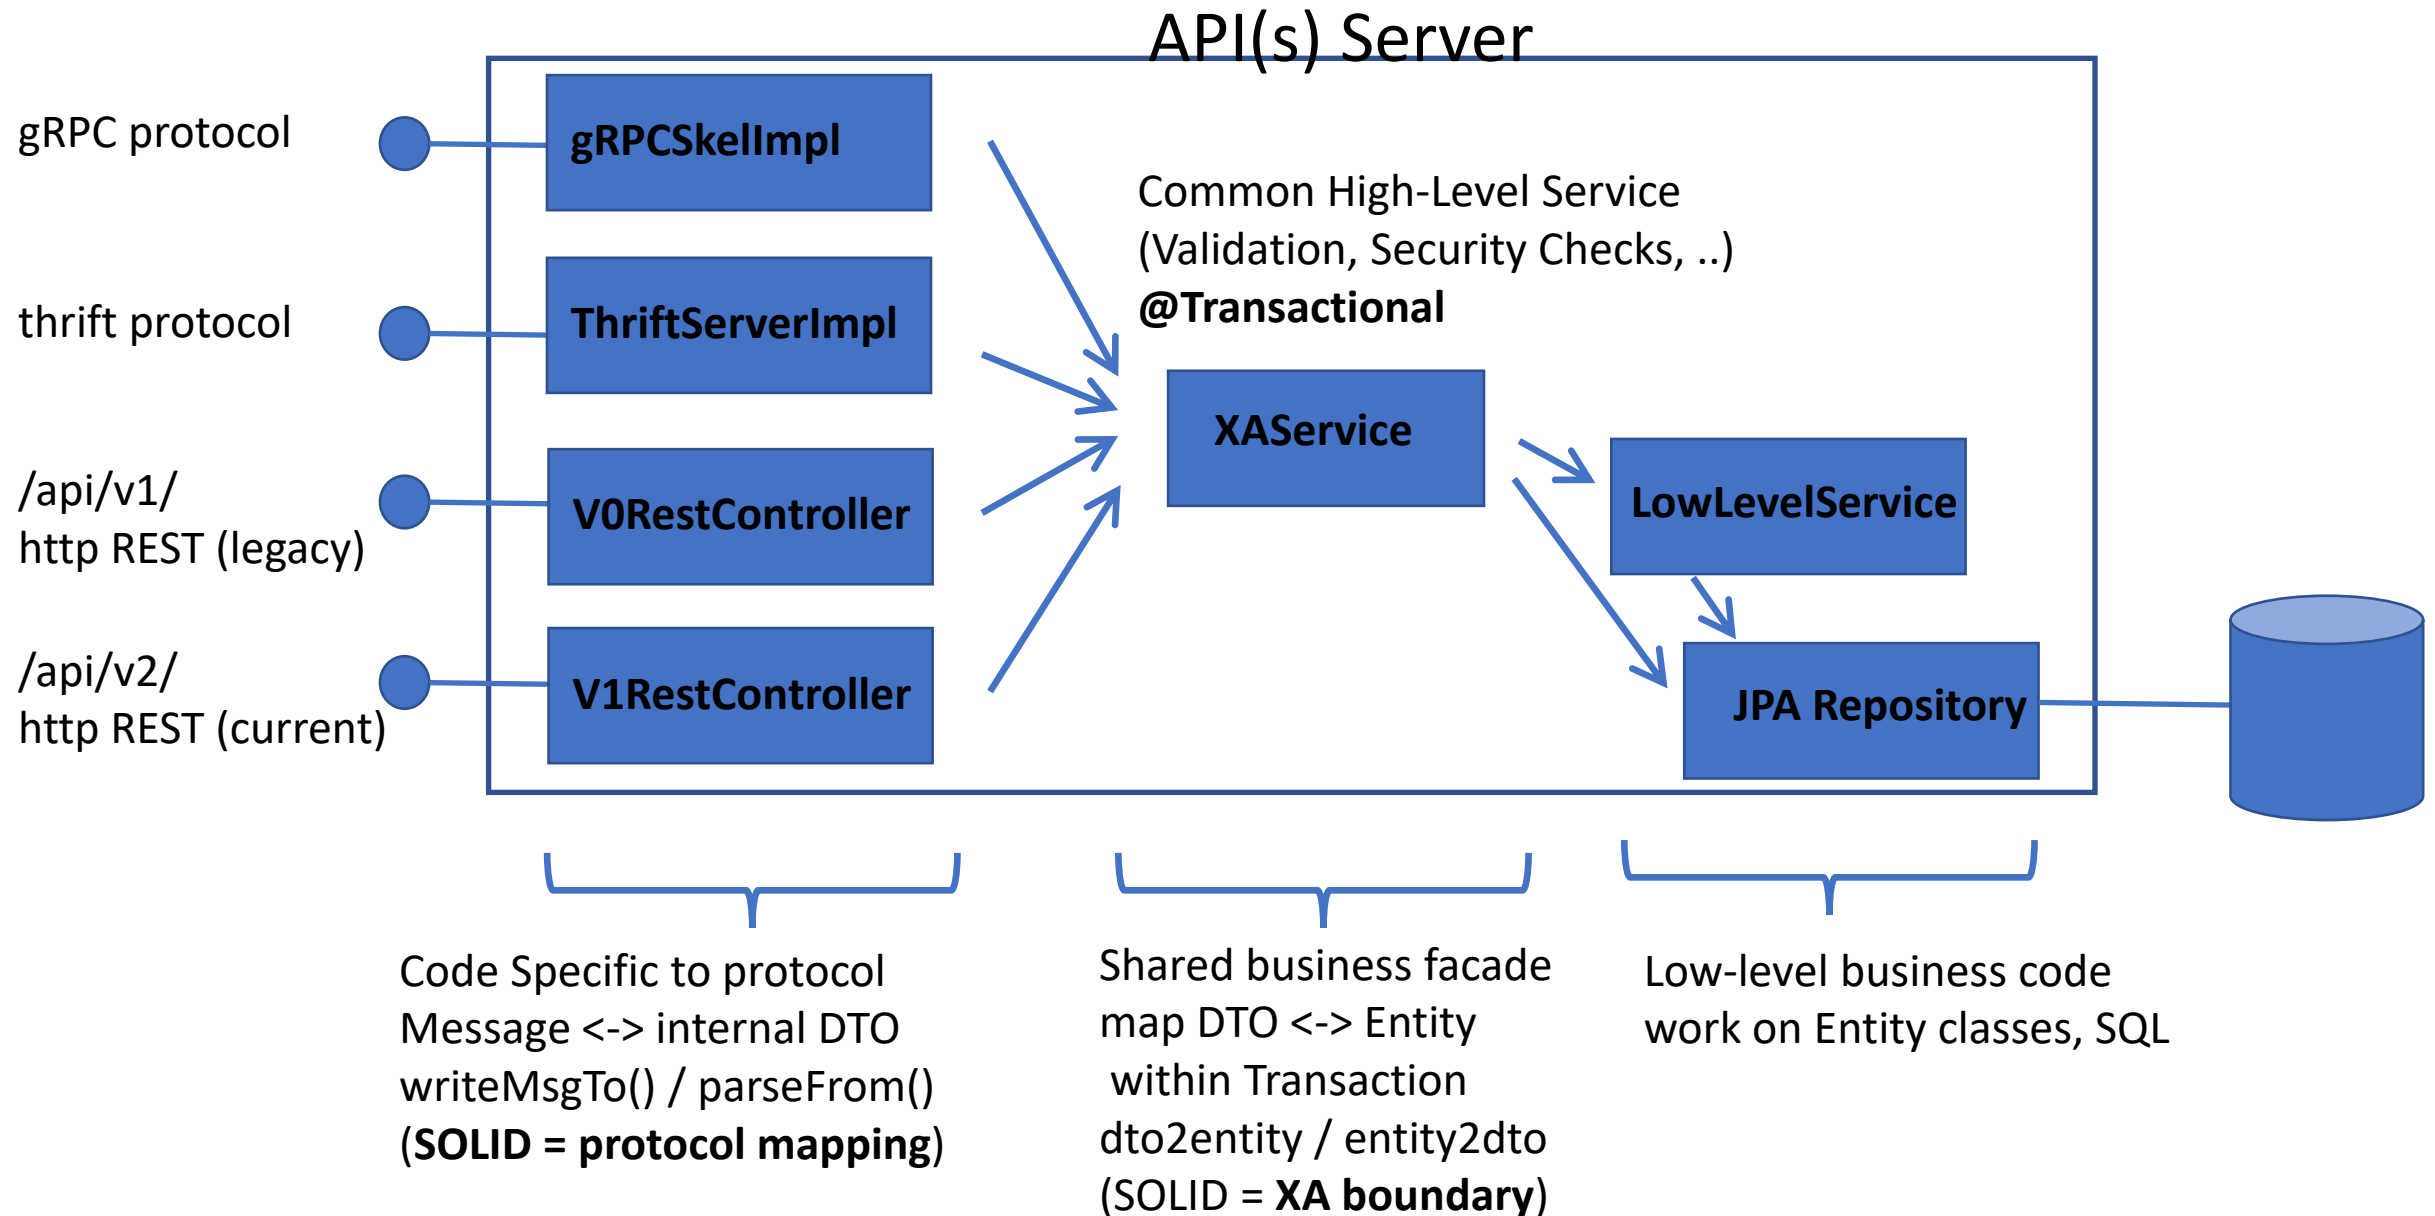 API(s) Server
gRPC protocol
gRPCSkelImpl
thrift protocol
ThriftServerImpl
/api/v1/
http REST (legacy)
V0RestController
/api/v2/
http REST (current)
V1RestController
Common High-Level Service
(Validation, Security Checks, ..)
@Transactional
XAService
LowLevelService
JPA Repository
Code Specific to protocol
Message <-> internal DTO
writeMsgTo() / parseFrom()
(SOLID = protocol mapping)
Shared business facade
map DTO <-> Entity
within Transaction
dto2entity / entity2dto
(SOLID = XA boundary)
Low-level business code
work on Entity classes, SQL